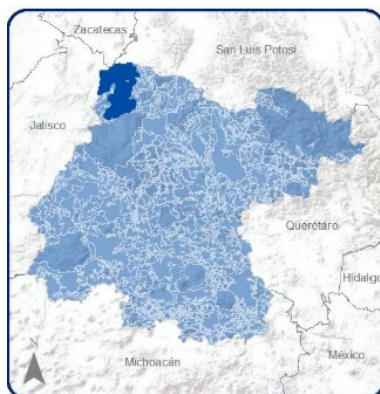 Zacatecas
San Luis Potosí
Jalisco
Querétaro
Hidalgo
México
Michoacán
N